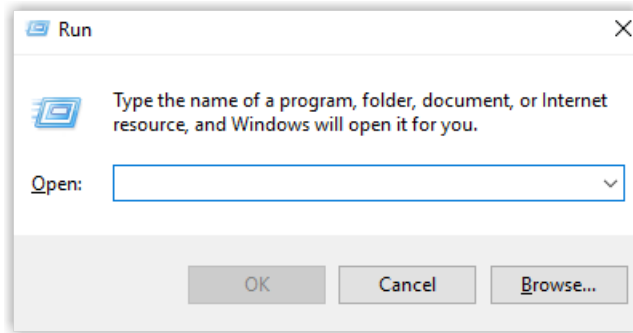 Run
Type the name of a program, folder, document, or Internet
resource, and Windows will open it for you.
Open:
OK Cancel Browse...